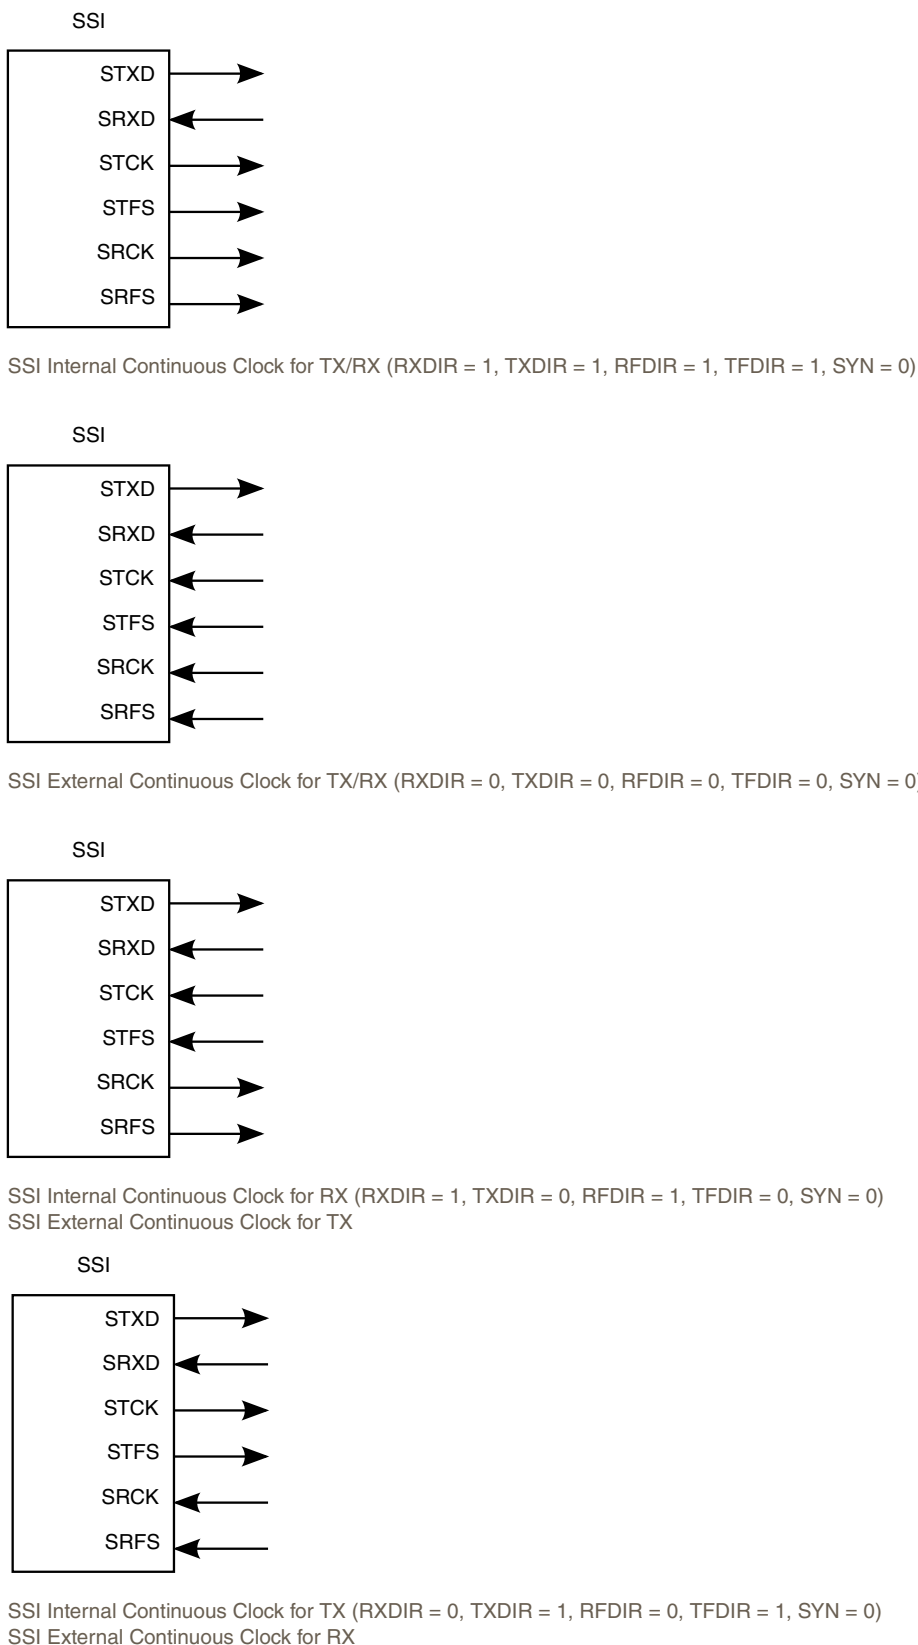 SSI
STXD
SRXD
STCK
STFS
SRCK
SRFS
SSI Internal Continuous Clock for TX/RX (RXDIR = 1, TXDIR = 1, RFDIR = 1, TFDIR = 1, SYN = 0)
SSI
STXD
SRXD
STCK
STFS
SRCK
SRFS
SSI External Continuous Clock for TX/RX (RXDIR = 0, TXDIR = 0, RFDIR = 0, TFDIR = 0, SYN = 0)
SSI
STXD
SRXD
STCK
STFS
SRCK
SRFS
SSI Internal Continuous Clock for RX (RXDIR = 1, TXDIR = 0, RFDIR = 1, TFDIR = 0, SYN = 0)
SSI External Continuous Clock for TX
SSI
STXD
SRXD
STCK
STFS
SRCK
SRFS
SSI Internal Continuous Clock for TX (RXDIR = 0, TXDIR = 1, RFDIR = 0, TFDIR = 1, SYN = 0)
SSI External Continuous Clock for RX